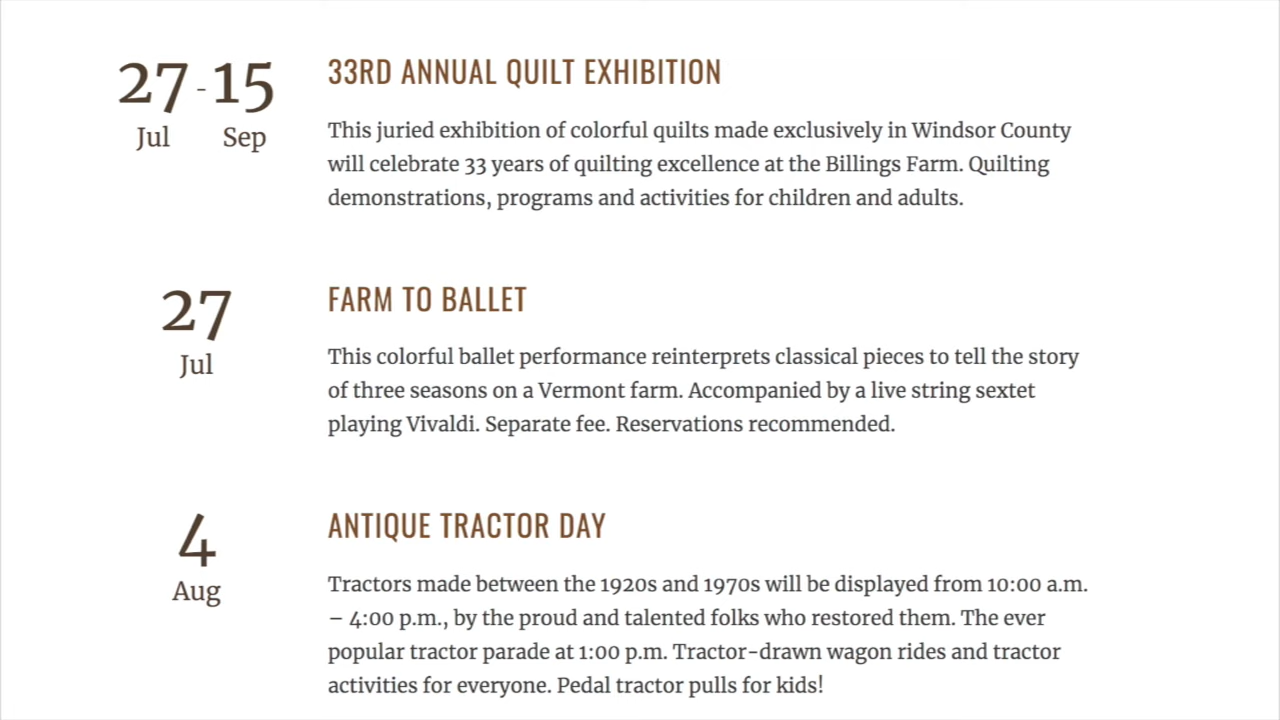 27 - 15
Jul Sep
33RD ANNUAL QUILT EXHIBITION
This juried exhibition of colorful quilts made exclusively in Windsor County
will celebrate 33 years of quilting excellence at the Billings Farm. Quilting
demonstrations, programs and activities for children and adults.
27
Jul
FARM TO BALLET
This colorful ballet performance reinterprets classical pieces to tell the story
of three seasons on a Vermont farm. Accompanied by a live string sextet
playing Vivaldi. Separate fee. Reservations recommended.
4
Aug
ANTIQUE TRACTOR DAY
Tractors made between the 1920s and 1970s will be displayed from 10:00 a.m.
– 4:00 p.m., by the proud and talented folks who restored them. The ever
popular tractor parade at 1:00 p.m. Tractor-drawn wagon rides and tractor
activities for everyone. Pedal tractor pulls for kids!